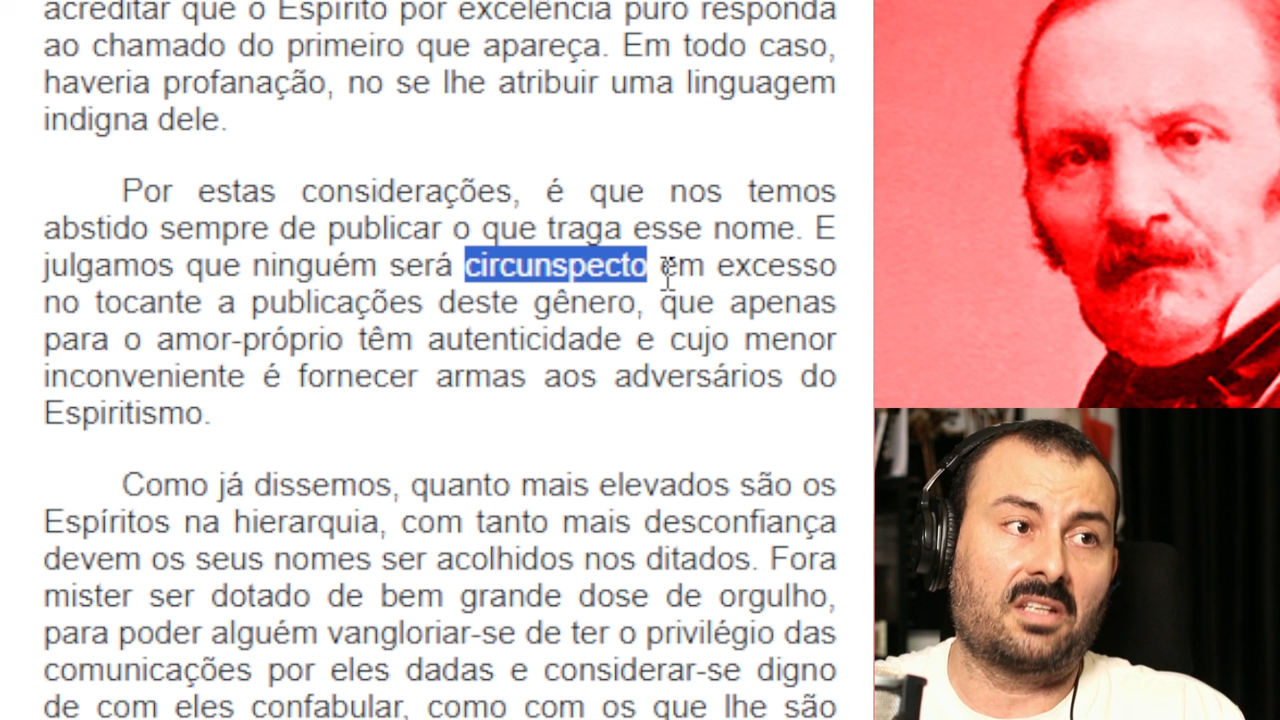 acreditar que o Espírito por excelência puro responda
ao chamado do primeiro que apareça. Em todo caso,
haveria profanação, no se lhe atribuir uma linguagem
indigna dele.
Por estas considerações, é que nos temos
abstido sempre de publicar o que traga esse nome. E
julgamos que ninguém será circunspecto em excesso
no tocante a publicações deste gênero, que apenas
para o amor-próprio têm autenticidade e cujo menor
inconveniente é fornecer armas aos adversários do
Espiritismo.
Como já dissemos, quanto mais elevados são os
Espíritos na hierarquia, com tanto mais desconfiança
devem os seus nomes ser acolhidos nos ditados. Fora
mister ser dotado de bem grande dose de orgulho,
para poder alguém vangloriar-se de ter o privilégio das
comunicações por eles dadas e considerar-se digno
de com eles confabular, como com os que lhe são